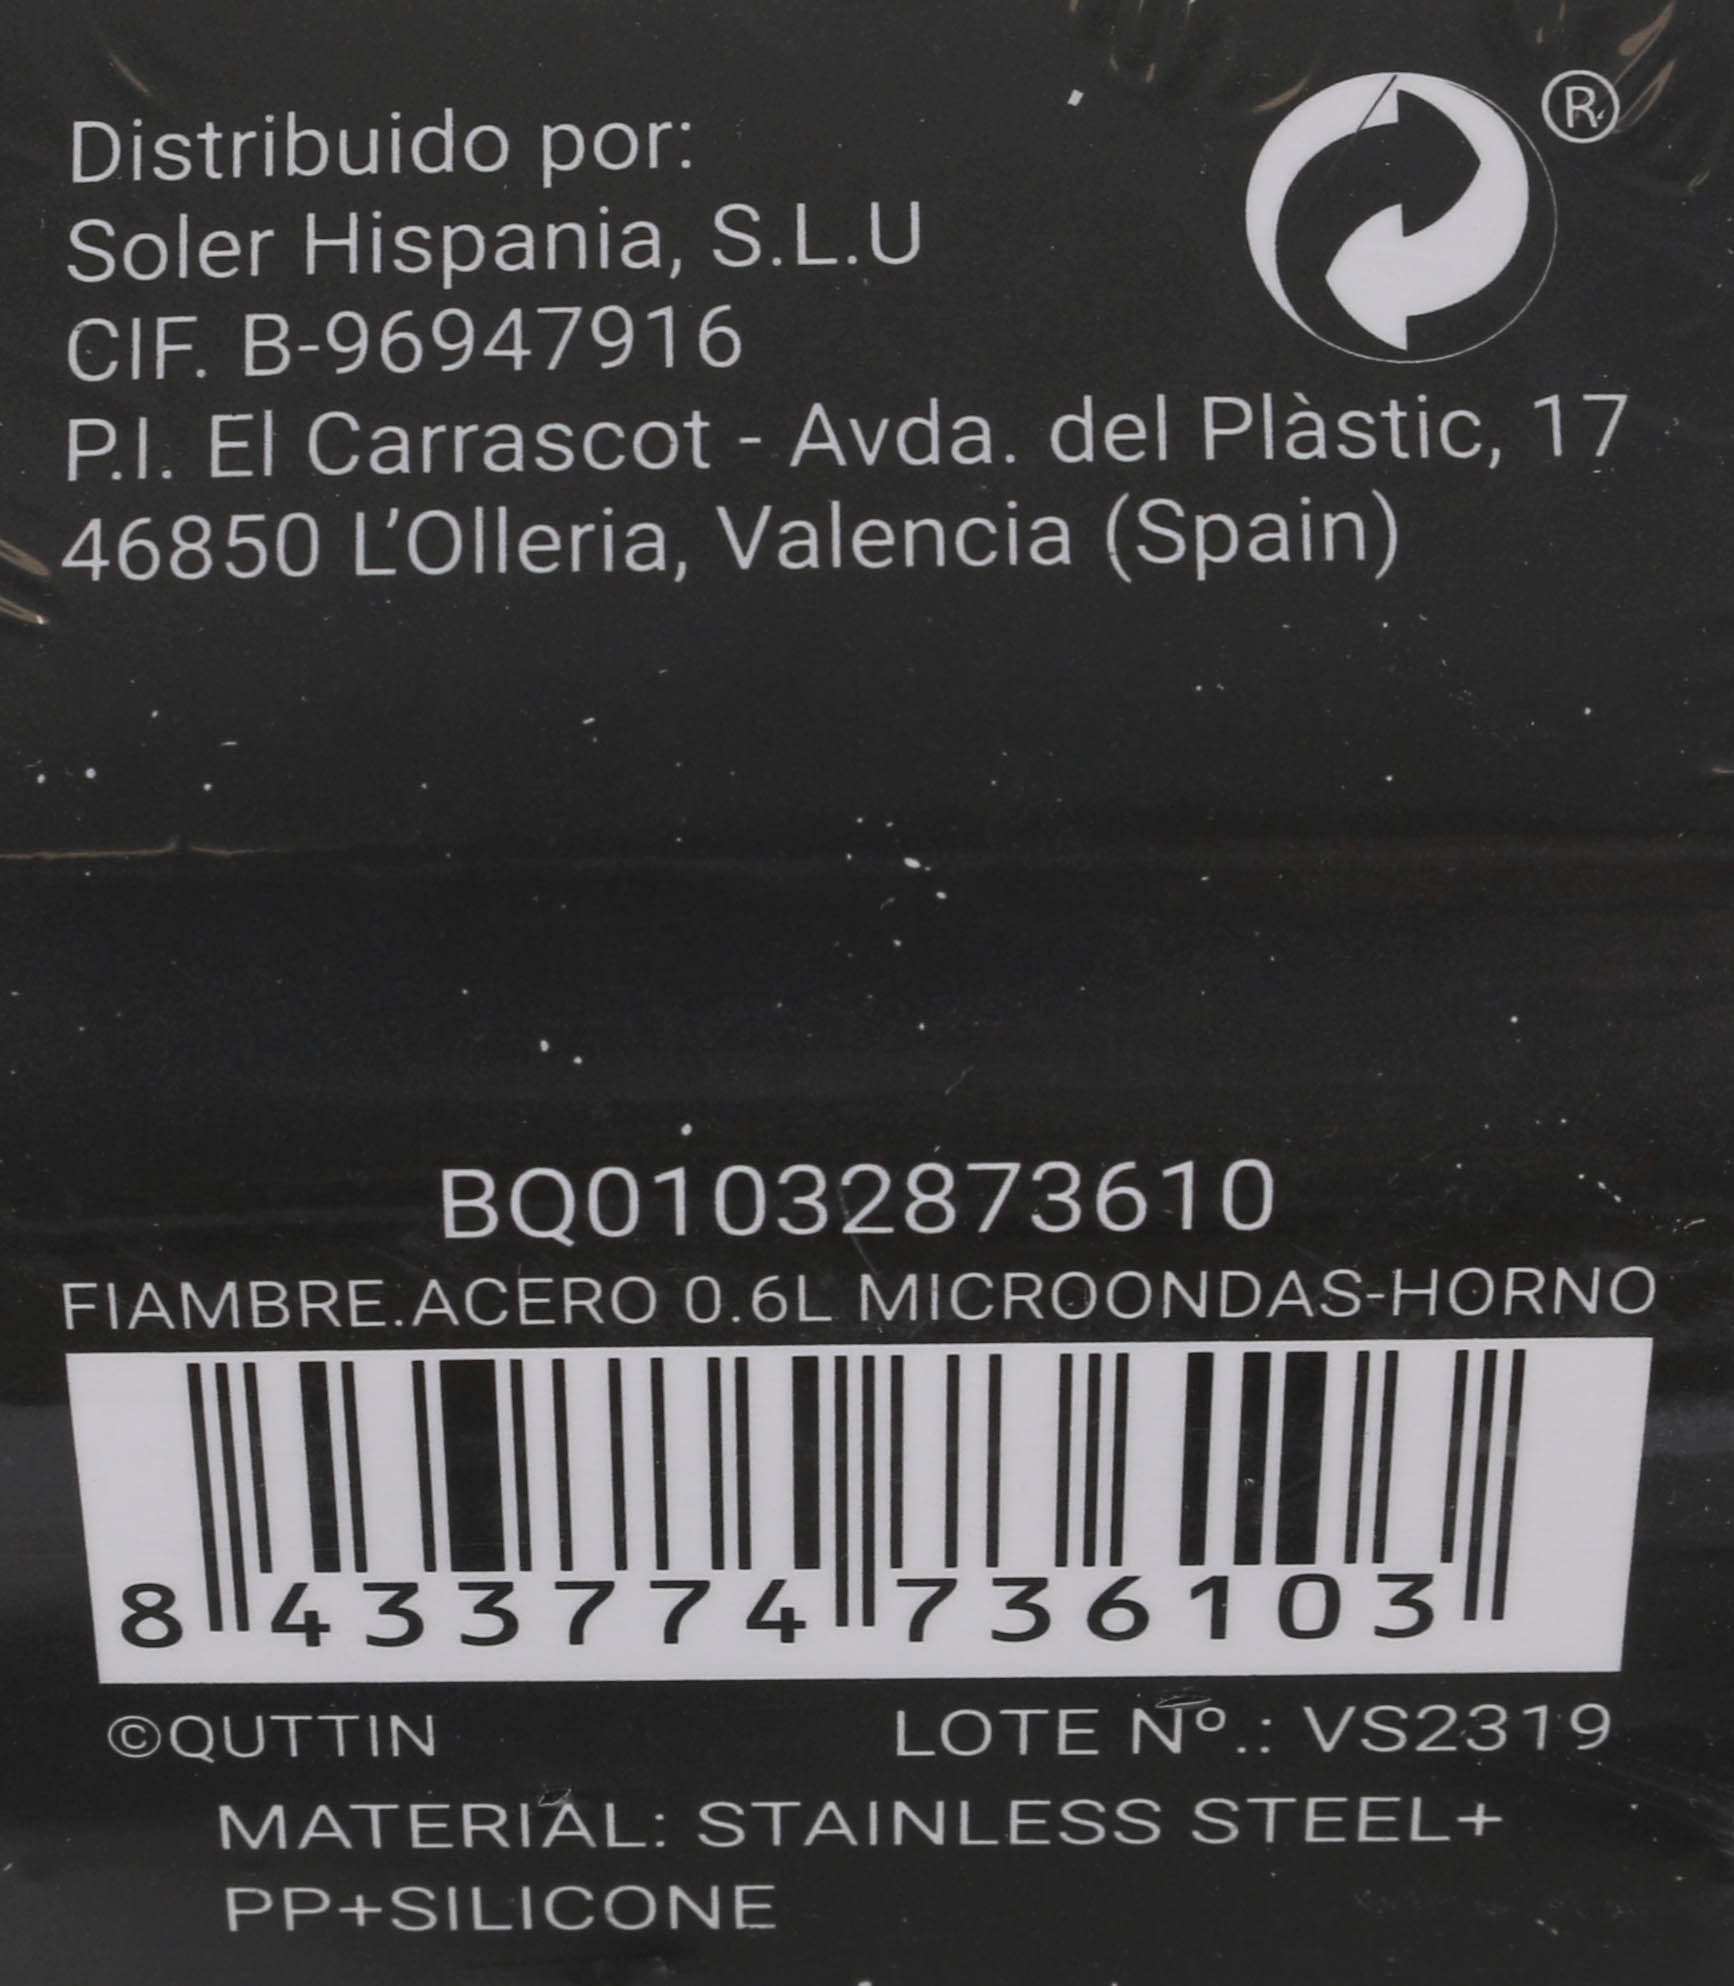 Distribuido por:
Soler Hispania, S.L.U
CIF. B-96947916
P.I. El Carrascot - Avda. del Plàstic, 17
46850 L'Olleria, Valencia (Spain)
®
BQ01032873610
FIAMBRE.ACERO 0.6L MICROONDAS-HORNO
8 433774 736103
©QUTTIN LOTE Nº.: VS2319
MATERIAL: STAINLESS STEEL+
PP+SILICONE